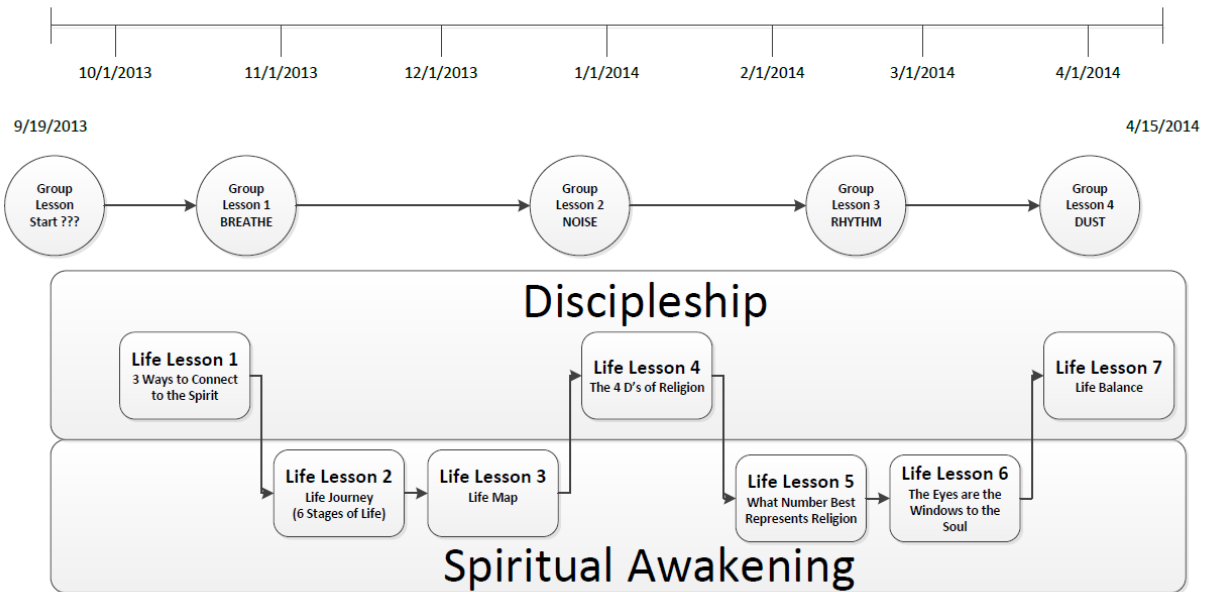 10/1/2013
11/1/2013
12/1/2013
1/1/2014
2/1/2014
3/1/2014
4/1/2014
9/19/2013
4/15/2014
Group
Lesson
Start ???
Group
Lesson 1
BREATHE
Group
Lesson 2
NOISE
Group
Lesson 3
RHYTHM
Group
Lesson 4
DUST
Discipleship
Life Lesson 1
3 Ways to Connect
to the Spirit
Life Lesson 4
The 4 D's of Religion
Life Lesson 7
Life Balance
Life Lesson 2
Life Journey
(6 Stages of Life)
Life Lesson 3
Life Map
Life Lesson 5
What Number Best
Represents Religion
Life Lesson 6
The Eyes are the
Windows to the
Soul
Spiritual Awakening